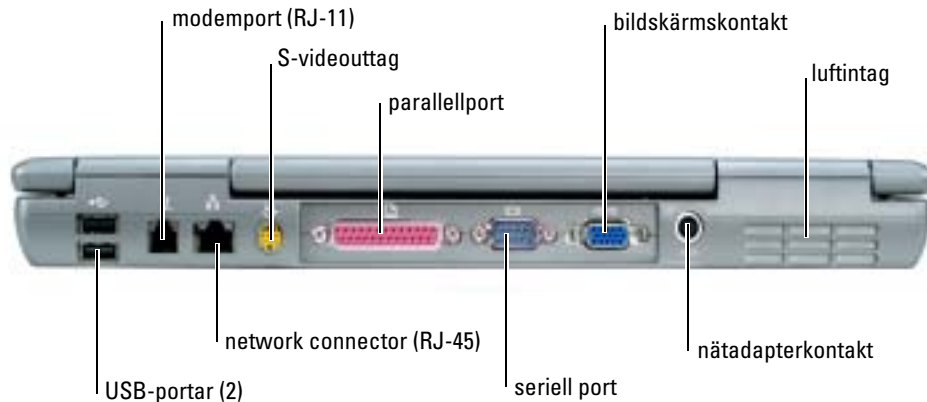 modemport (RJ-11)
bildskärmskontakt
S-videouttag
luftintag
parallellport
network connector (RJ-45)
nätadapterkontakt
USB-portar (2)
seriell port